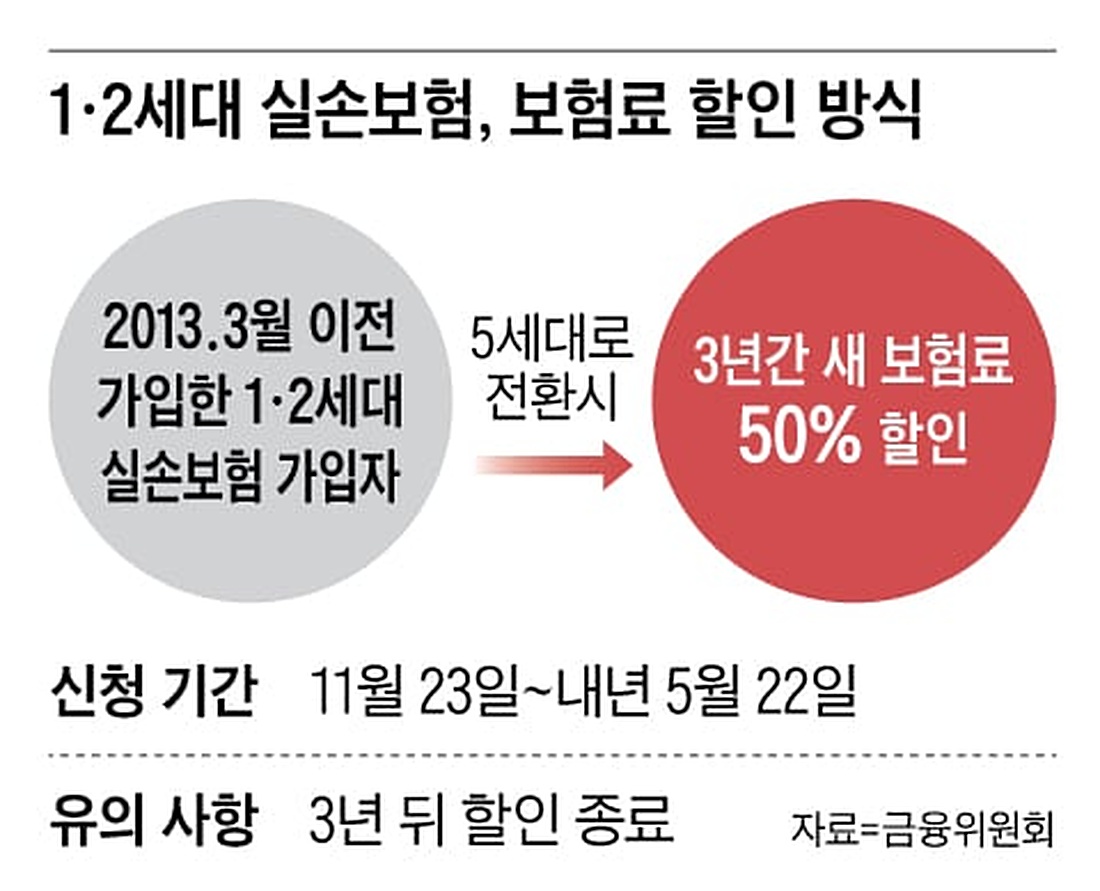 1·2세대 실손보험, 보험료 할인 방식
2013.3월 이전
가입한 1·2세대
실손보험 가입자
5세대로
전환시
3년간 새 보험료
50% 할인
신청 기간 11월 23일~내년 5월 22일
유의 사항 3년 뒤 할인 종료
자료=금융위원회